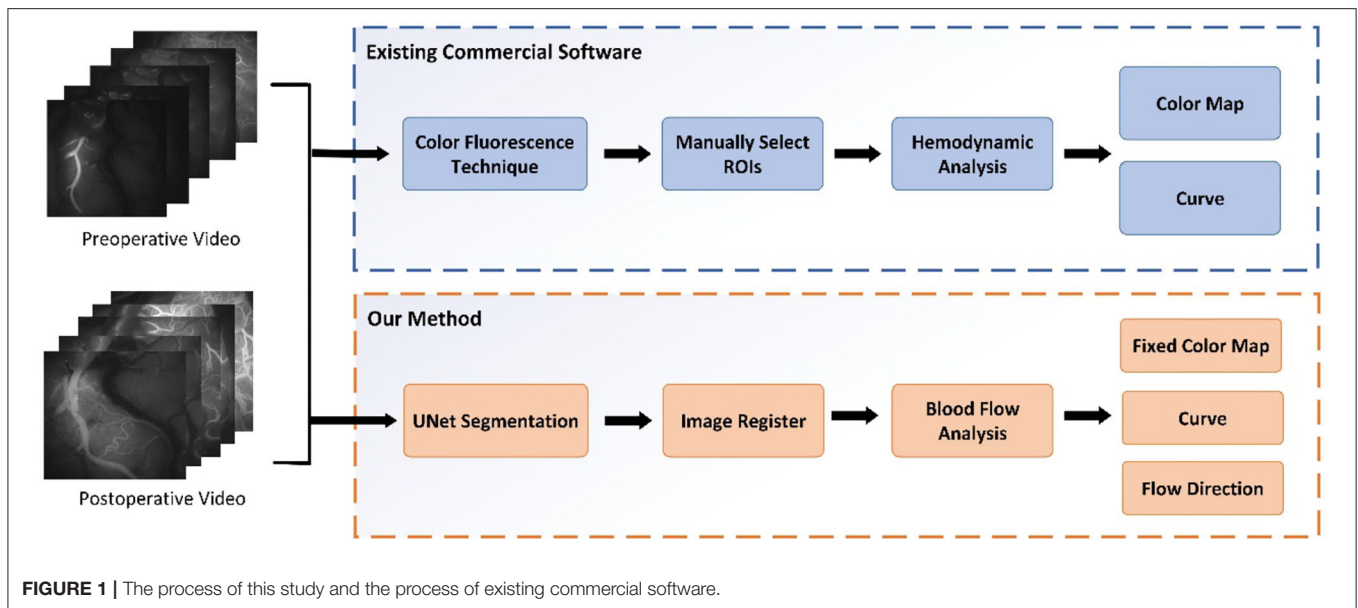 Existing Commercial Software
Color Fluorescence
Technique
Manually Select
ROIs
Hemodynamic
Analysis
Color Map
Curve
Preoperative Video
Our Method
UNet Segmentation
Image Register
Blood Flow
Analysis
Fixed Color Map
Curve
Flow Direction
Postoperative Video
FIGURE 1 | The process of this study and the process of existing commercial software.